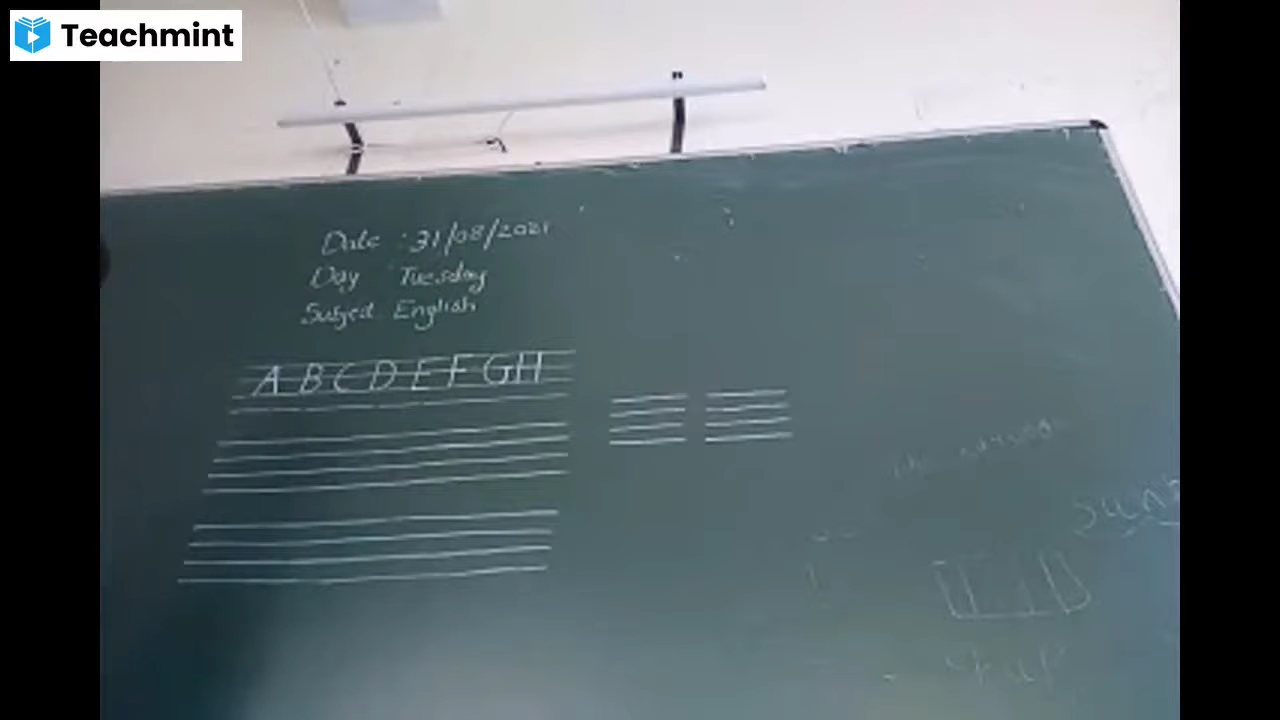 Teachmint
Date : 31/08/2021
Day Tuesday
Subject English
A B C D E F G H